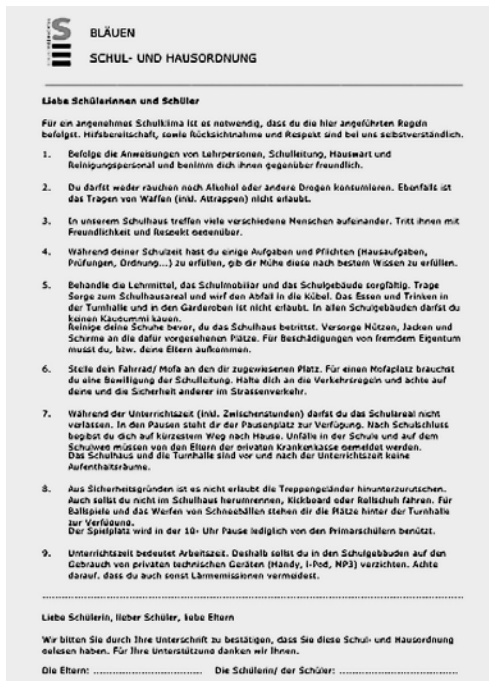 BLÄUEN
SCHUL- UND HAUSORDNUNG
Liebe Schülerinnen und Schüler
Für ein angenehmes Schulklima ist es notwendig, dass du die hier angeführten Regeln
befolgst. Hilfsbereitschaft, sowie Rücksichtnahme und Respekt sind bei uns selbstverständlich.
1. Befolge die Anweisungen von Lehrpersonen, Schulleitung, Hauswart und
Reinigungspersonal und benimm dich ihnen gegenüber freundlich.
2. Du darfst weder rauchen noch Alkohol oder andere Drogen konsumieren. Ebenfalls ist
das Tragen von Waffen (inkl. Attrappen) nicht erlaubt.
3. In unserem Schulhaus treffen viele verschiedene Menschen aufeinander. Tritt ihnen mit
Freundlichkeit und Respekt gegenüber.
4. Während deiner Schulzeit hast du einige Aufgaben und Pflichten (Hausaufgaben,
Prüfungen, Ordnung...) zu erfüllen, gib dir Mühe diese nach bestem Wissen zu erfüllen.
5. Behandle die Lehrmittel, das Schulmobiliar und das Schulgebäude sorgfältig. Trage
Sorge zum Schulhausareal und wirf den Abfall in die Kübel. Das Essen und Trinken in
der Turnhalle und in den Garderoben ist nicht erlaubt. In allen Schulgebäuden darfst du
keinen Kaugummi kauen.
Reinige deine Schuhe bevor, du das Schulhaus betrittst. Versorge Mützen, Jacken und
Schirme an die dafür vorgesehenen Plätze. Für Beschädigungen von fremdem Eigentum
musst du, bzw. deine Eltern aufkommen.
6. Stelle dein Fahrrad/ Mofa an den dir zugewiesenen Platz. Für einen Mofaplatz brauchst
du eine Bewilligung der Schulleitung. Halte dich an die Verkehrsregeln und achte auf
deine und die Sicherheit anderer im Strassenverkehr.
7. Während der Unterrichtszeit (inkl. Zwischenstunden) darfst du das Schulareal nicht
verlassen. In den Pausen steht dir der Pausenplatz zur Verfügung. Nach Schulschluss
begibst du dich auf kürzestem Weg nach Hause. Unfälle in der Schule und auf dem
Schulweg müssen von den Eltern der privaten Krankenkasse gemeldet werden.
Das Schulhaus und die Turnhalle sind vor und nach der Unterrichtszeit keine
Aufenthaltsräume.
8. Aus Sicherheitsgründen ist es nicht erlaubt die Treppengeländer hinunterzurutschen.
Auch sollst du nicht im Schulhaus herumrennen, Kickboard oder Rollschuh fahren. Für
Ballspiele und das Werfen von Schneebällen stehen dir die Plätze hinter der Turnhalle
zur Verfügung.
Der Spielplatz wird in der 10- Uhr Pause lediglich von den Primarschülern benützt.
9. Unterrichtszeit bedeutet Arbeitszeit. Deshalb sollst du in den Schulgebäuden auf den
Gebrauch von privaten technischen Geräten (Handy, I-Pod, MP3) verzichten. Achte
darauf, dass du auch sonst Lärmemissionen vermeidest.
Liebe Schülerin, lieber Schüler, liebe Eltern
Wir bitten Sie durch Ihre Unterschrift zu bestätigen, dass Sie diese Schul- und Hausordnung
gelesen haben. Für Ihre Unterstützung danken wir Ihnen.
Die Eltern: .............................. Die Schülerin/ der Schüler: ..............................